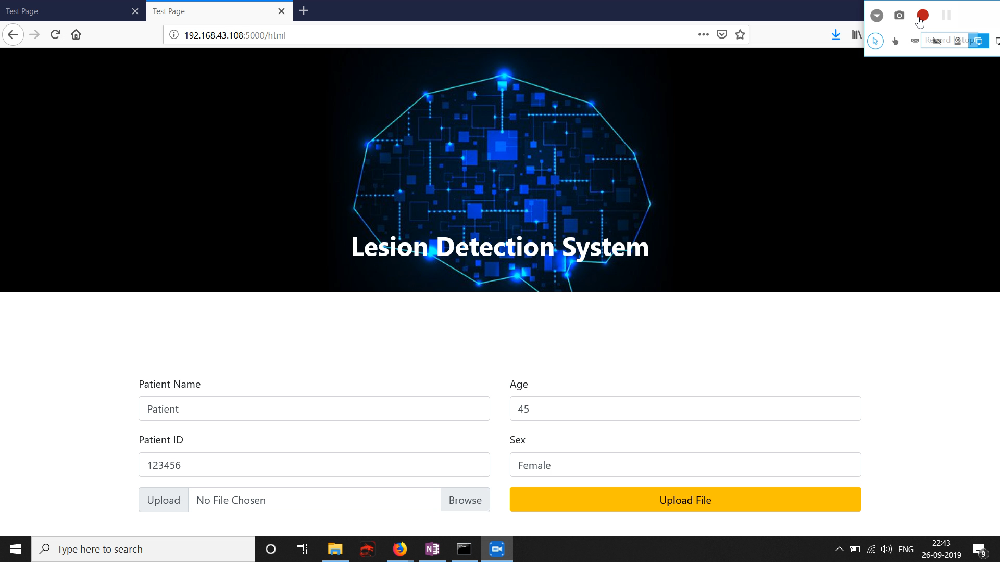 Test Page
Test Page
192.168.43.108:5000/html
Record | Stop
Lesion Detection System
Patient Name
Age
Patient
45
Patient ID
Sex
123456
Female
Upload
No File Chosen
Browse
Upload File
Type here to search
ENG
22:43
26-09-2019
9